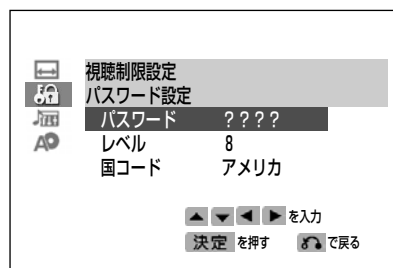 視聴制限設定
パスワード設定
パスワード ????
レベル 8
国コード アメリカ
▲ ▼ ◀ ▶ を入力
決定 を押す で戻る